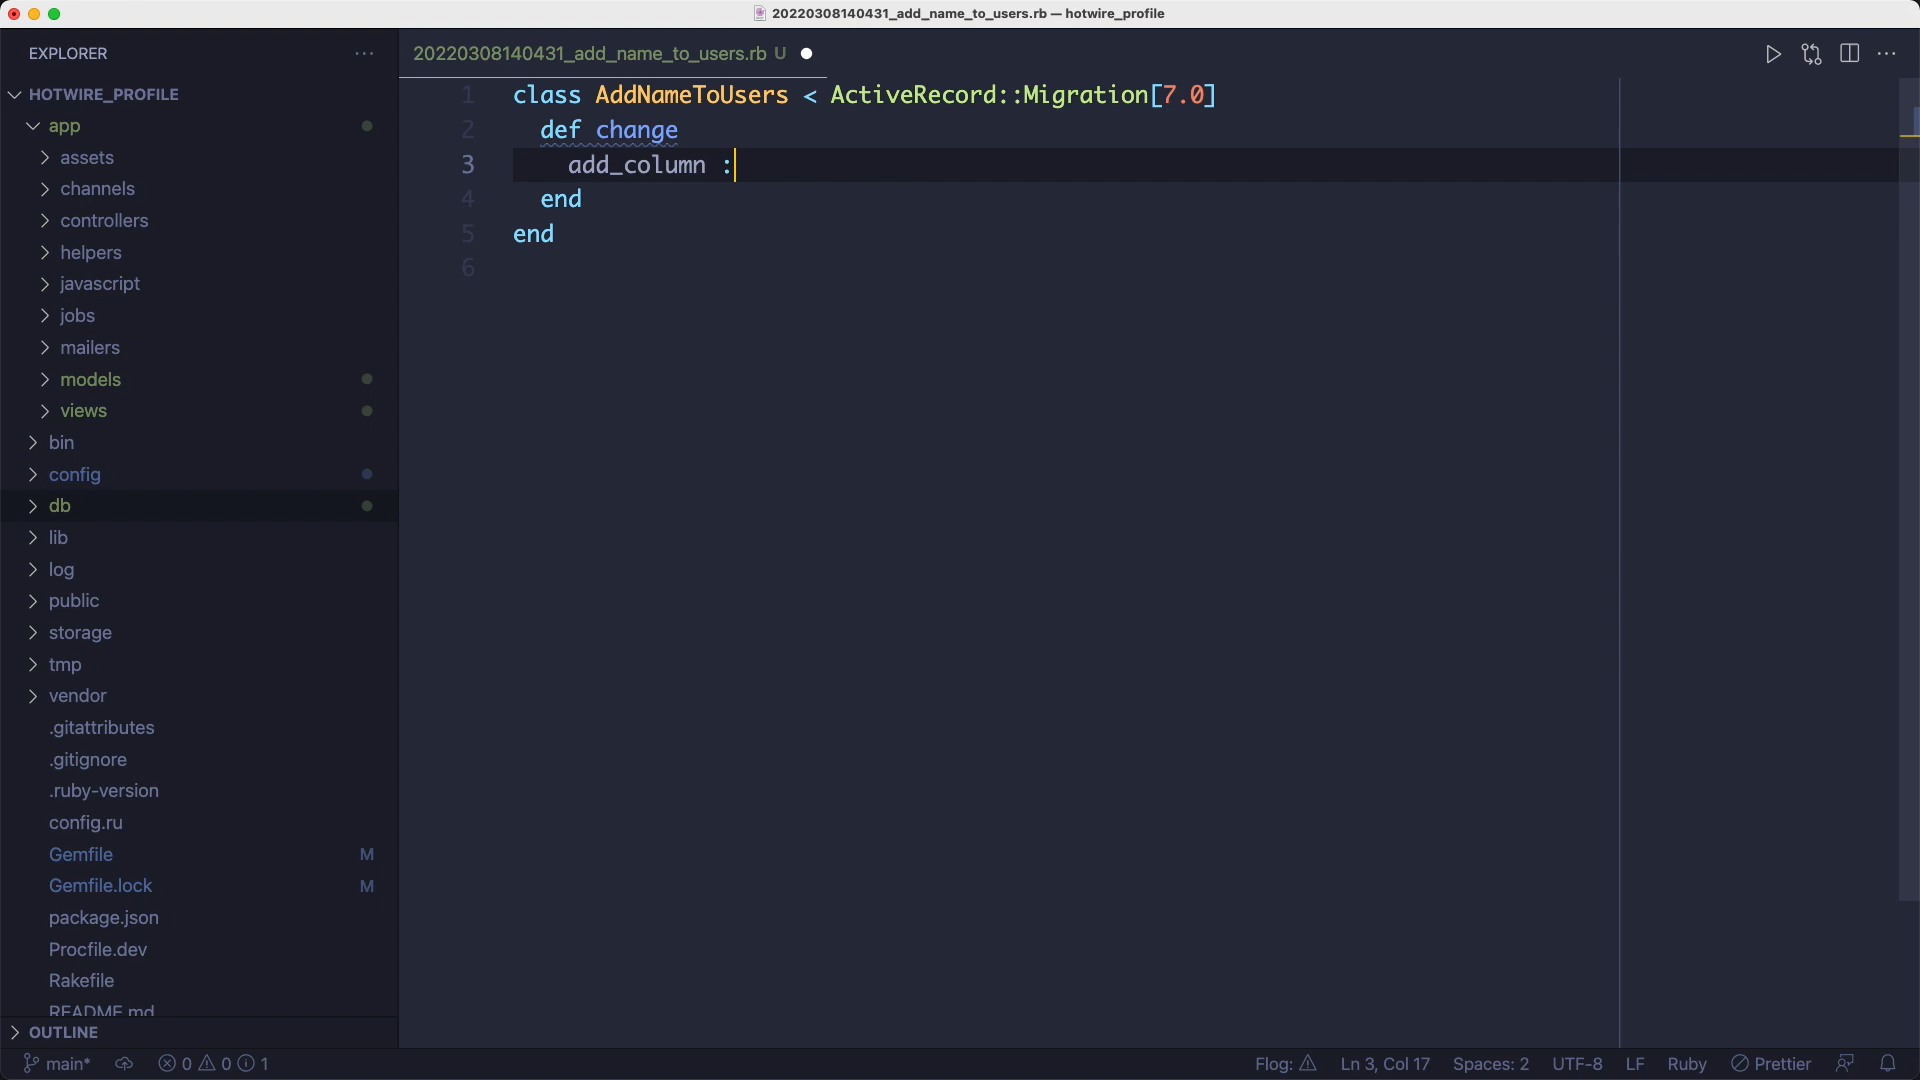 20220308140431_add_name_to_users.rb — hotwire_profile
EXPLORER
20220308140431_add_name_to_users.rb U
HOTWIRE_PROFILE
app
assets
channels
controllers
helpers
javascript
jobs
mailers
models
views
bin
config
db
lib
log
public
storage
tmp
vendor
.gitattributes
.gitignore
.ruby-version
config.ru
Gemfile M
Gemfile.lock M
package.json
Procfile.dev
Rakefile
README.md
OUTLINE
1 class AddNameToUsers < ActiveRecord::Migration[7.0]
2 def change
3 add_column :
4 end
5 end
6
main* 0 0 1
Flog: Ln 3, Col 17 Spaces: 2 UTF-8 LF Ruby Prettier